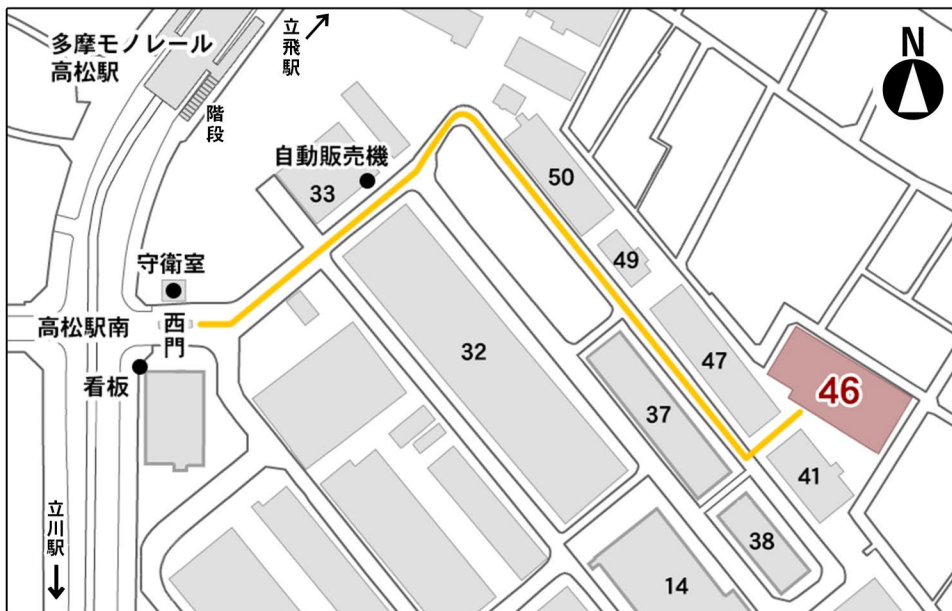 多摩モノレール
高松駅
立飛駅
N
階段
自動販売機
33
50
49
守衛室
高松駅南
西門
看板
32
47
46
37
41
38
14
立川駅